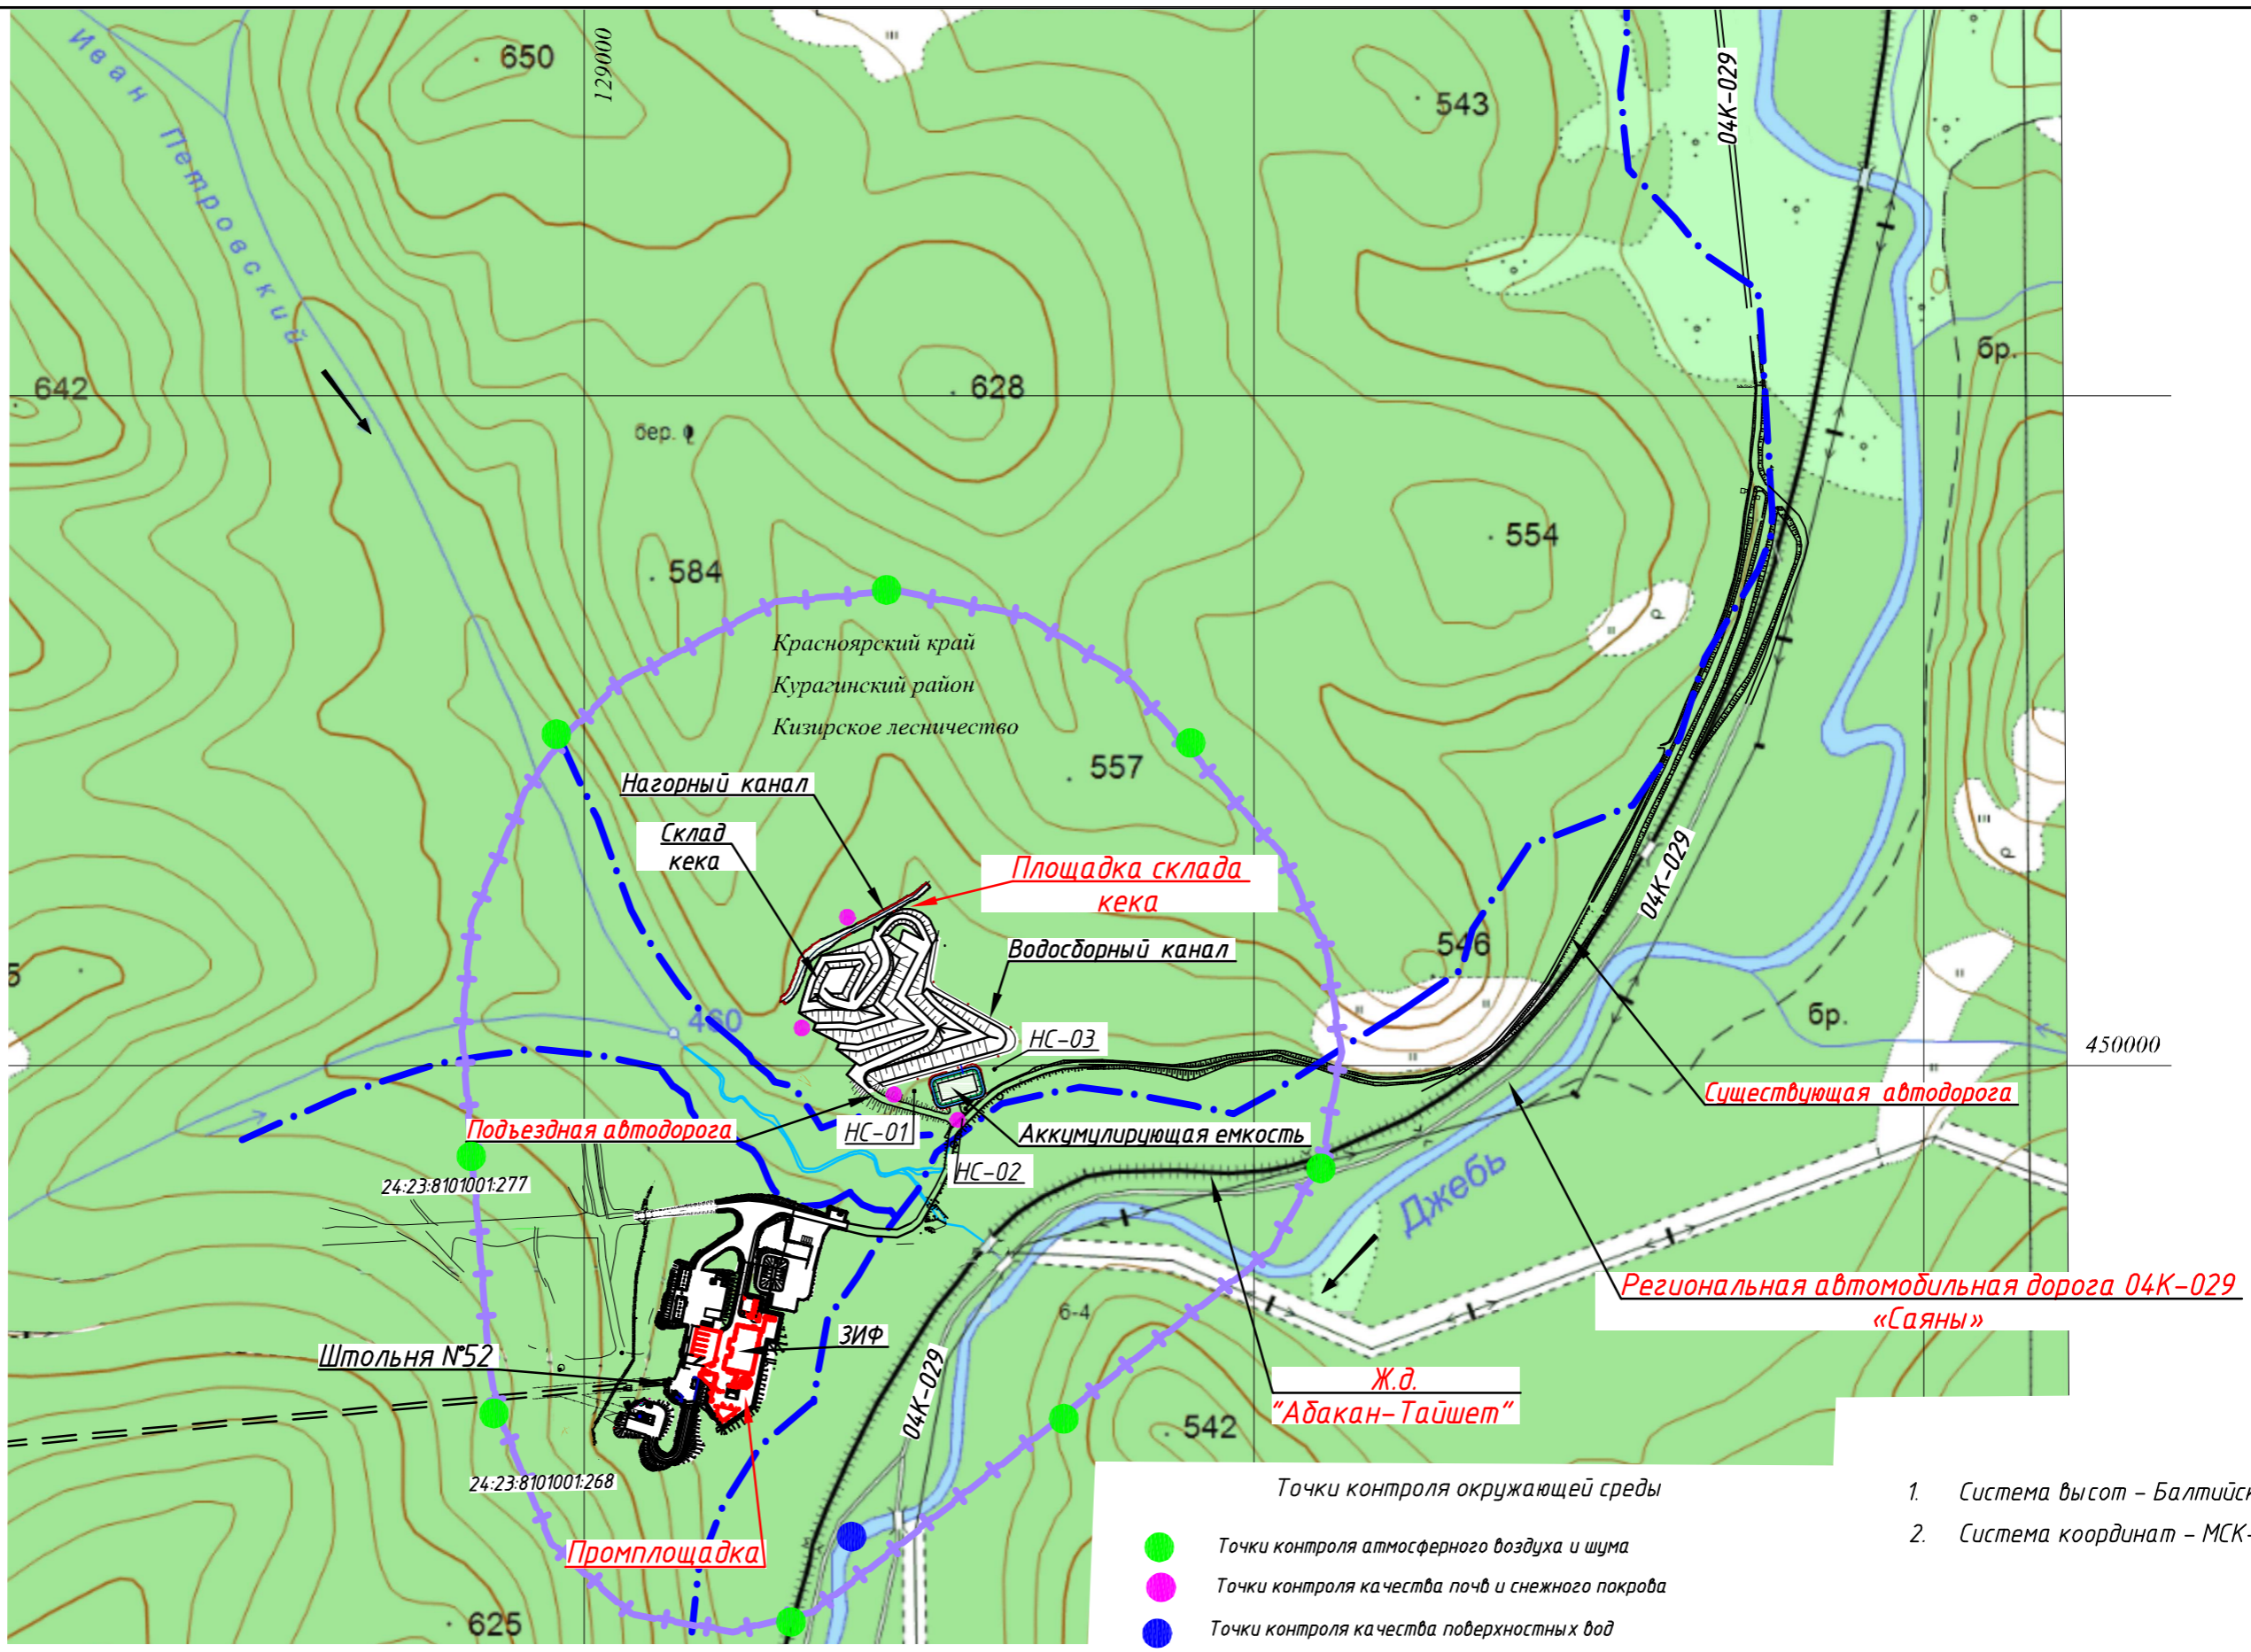 Иван Петровский
650
129000
543
04К-029
642
628
бр.
бер.
554
584
Красноярский край
Курагинский район
Кизирское лесничество
557
Нагорный канал
Склад
кека
Площадка склада
кека
04К-029
546
Водосборный канал
5
460
бр.
НС-03
450000
Существующая автодорога
Подъездная автодорога
НС-01
Аккумулирующая емкость
НС-02
24:23:8101001:277
Джебь
Региональная автомобильная дорога 04К-029
«Саяны»
6-4
ЗИФ
Штольня №52
04К-029
Ж.д.
"Абакан-Тайшет"
542
24:23:8101001:268
Промплощадка
625
Точки контроля окружающей среды
Точки контроля атмосферного воздуха и шума
Точки контроля качества почв и снежного покрова
Точки контроля качества поверхностных вод
1. Система высот - Балтийск
2. Система координат - МСК-